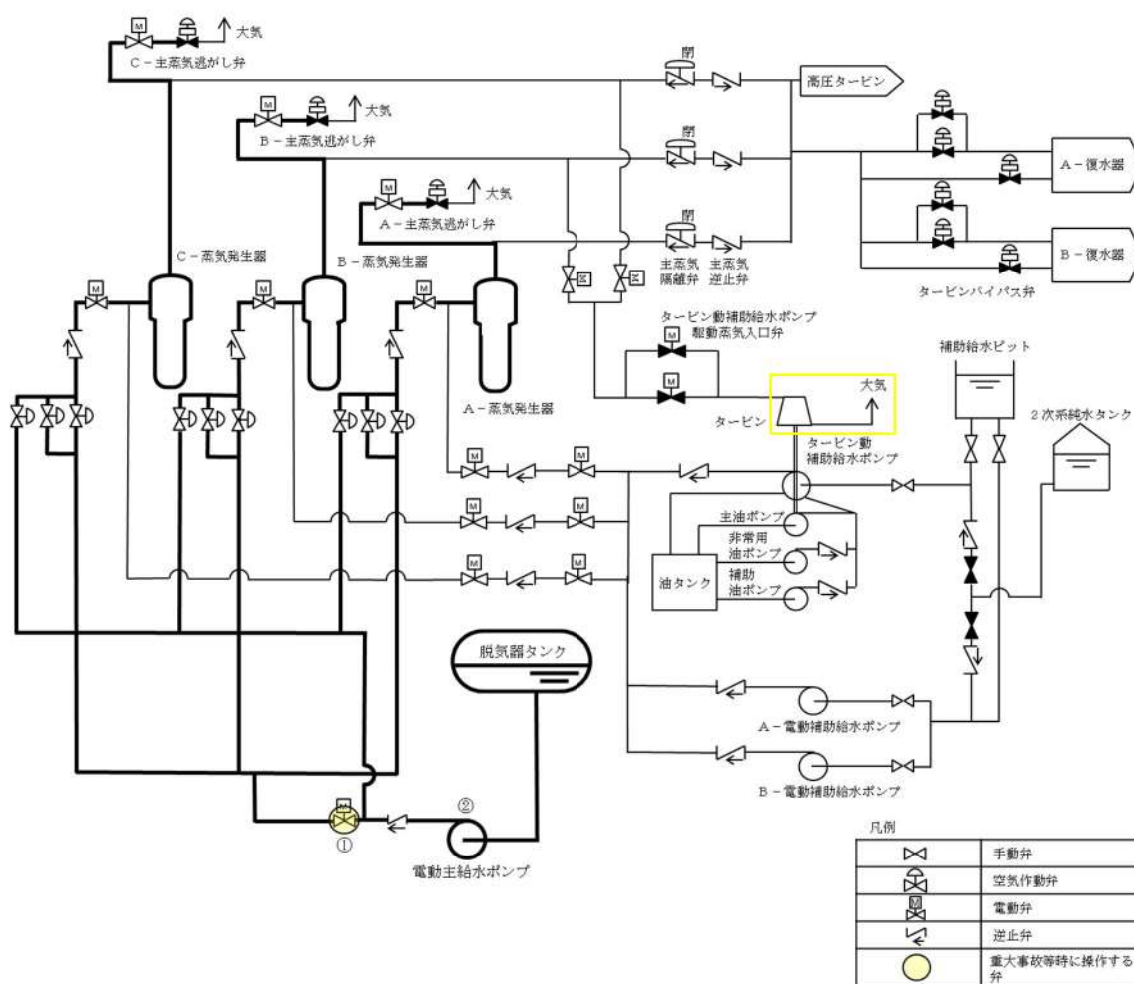 M
大気
C－主蒸気逃がし弁
M
大気
B－主蒸気逃がし弁
M
大気
A－主蒸気逃がし弁
閉
高圧タービン
閉
閉
主蒸気
隔離弁
主蒸気
逆止弁
A－復水器
B－復水器
タービンバイパス弁
C－蒸気発生器
B－蒸気発生器
A－蒸気発生器
M
M
M
M
M
タービン動補助給水ポンプ
駆動蒸気入口弁
M
M
大気
タービン
タービン動
補助給水ポンプ
補助給水ピット
2次系純水タンク
M
M
M
M
M
M
主油ポンプ
非常用
油ポンプ
補助
油ポンプ
油タンク
脱気器タンク
A－電動補助給水ポンプ
B－電動補助給水ポンプ
M
①
②
電動主給水ポンプ
凡例
手動弁
空気作動弁
M
電動弁
逆止弁
重大事故等時に操作する
弁